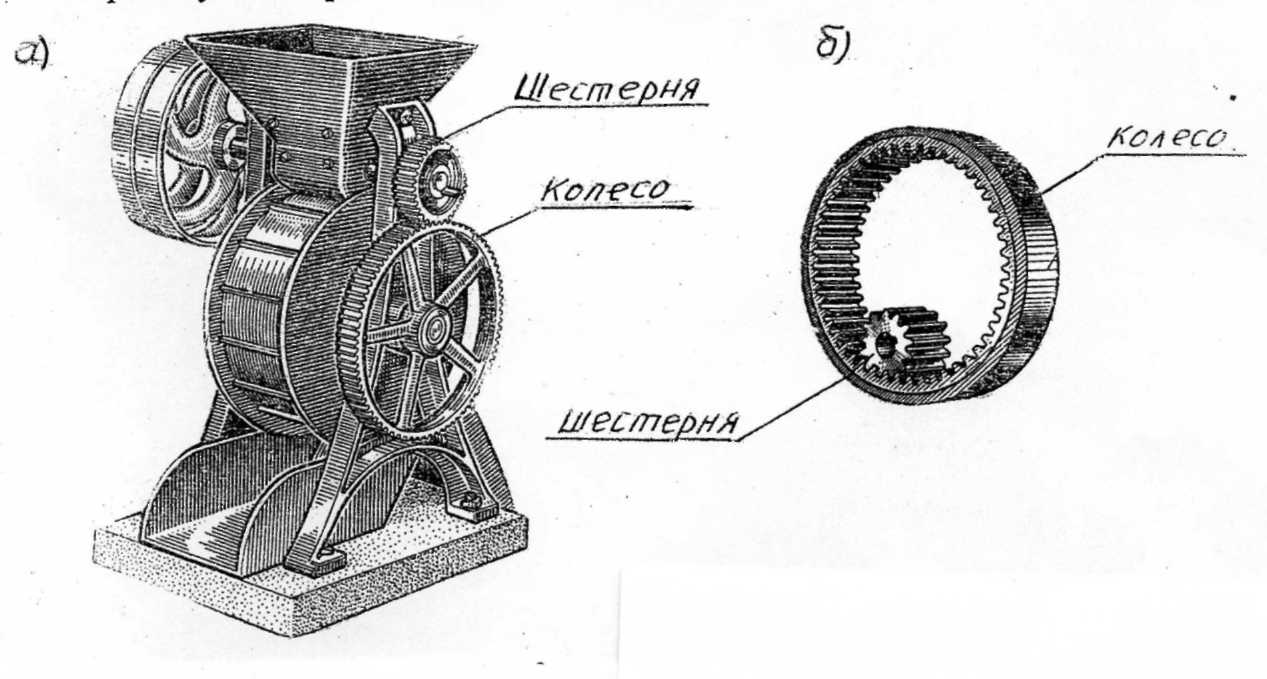 а)
Шестерня
Колесо
б)
колесо.
шестерня